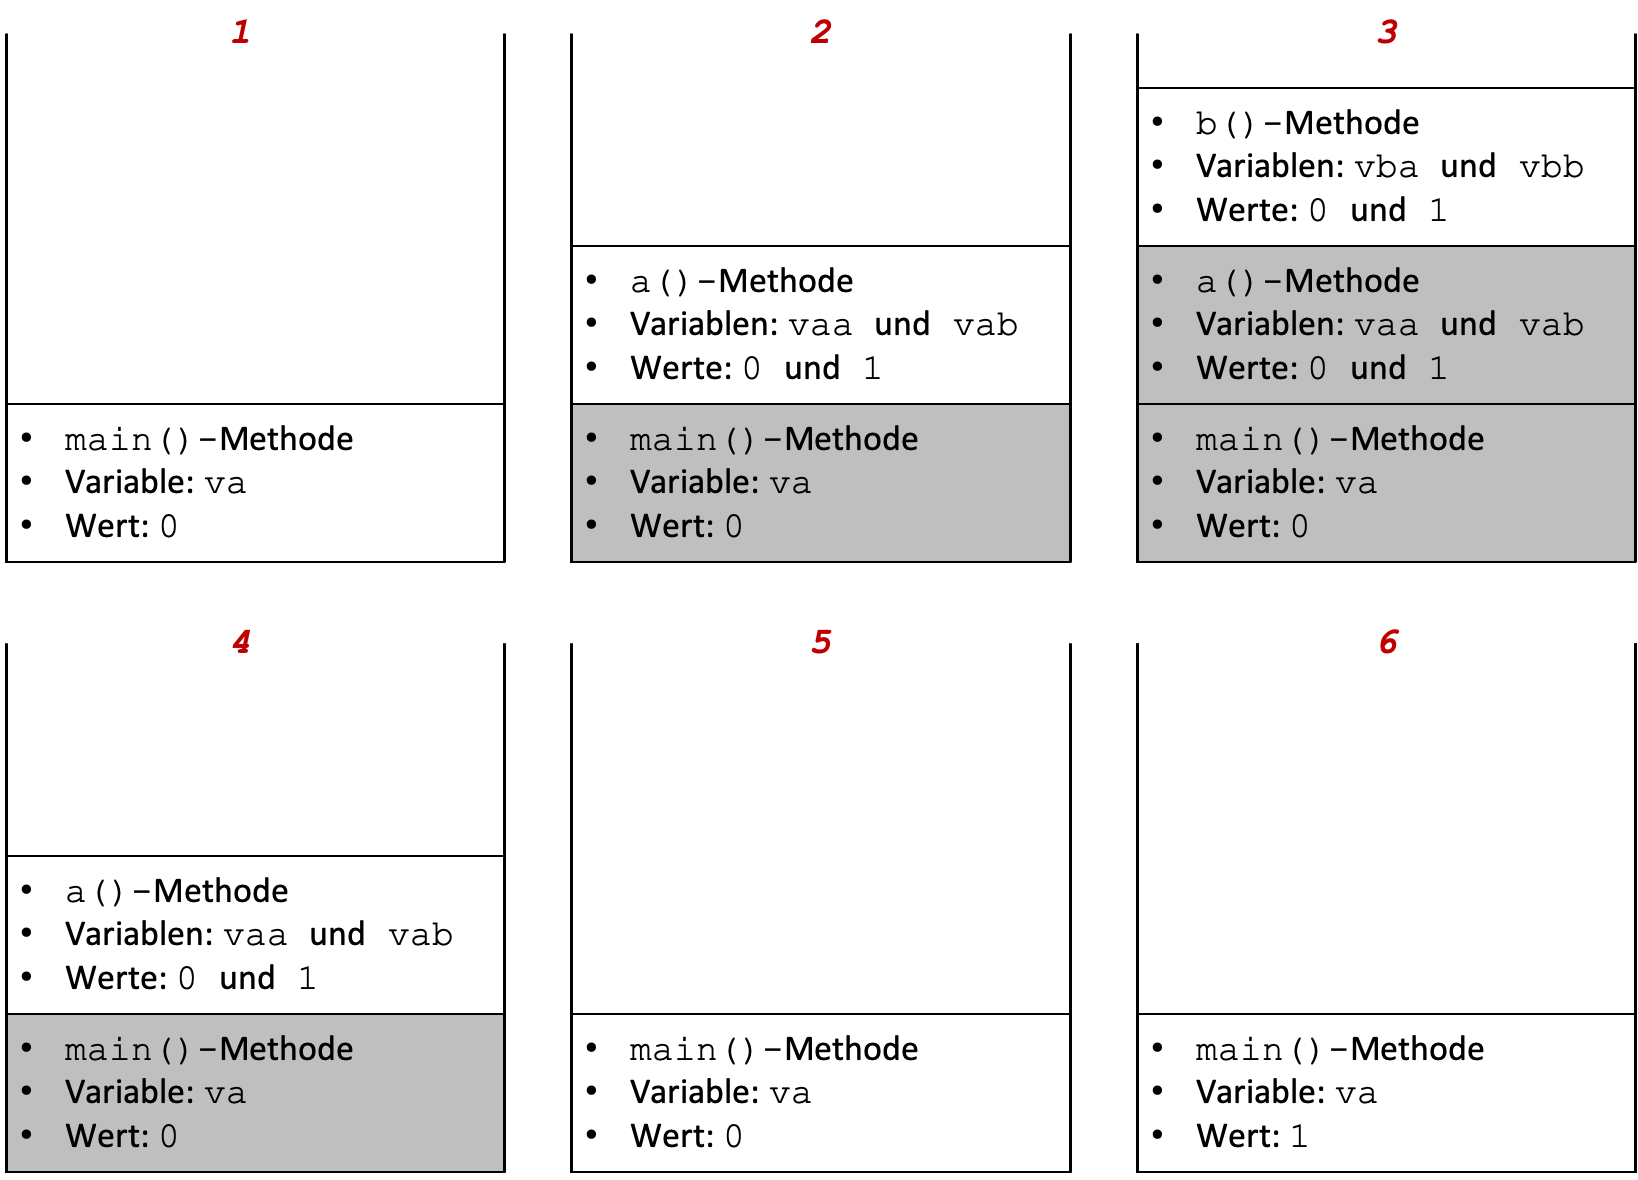 1
• main()–Methode
• Variable: va
• Wert: 0
2
• a()–Methode
• Variablen: vaa und vab
• Werte: 0 und 1
• main()–Methode
• Variable: va
• Wert: 0
3
• b()–Methode
• Variablen: vba und vbb
• Werte: 0 und 1
• a()–Methode
• Variablen: vaa und vab
• Werte: 0 und 1
• main()–Methode
• Variable: va
• Wert: 0
4
• a()–Methode
• Variablen: vaa und vab
• Werte: 0 und 1
• main()–Methode
• Variable: va
• Wert: 0
5
• main()–Methode
• Variable: va
• Wert: 0
6
• main()–Methode
• Variable: va
• Wert: 1